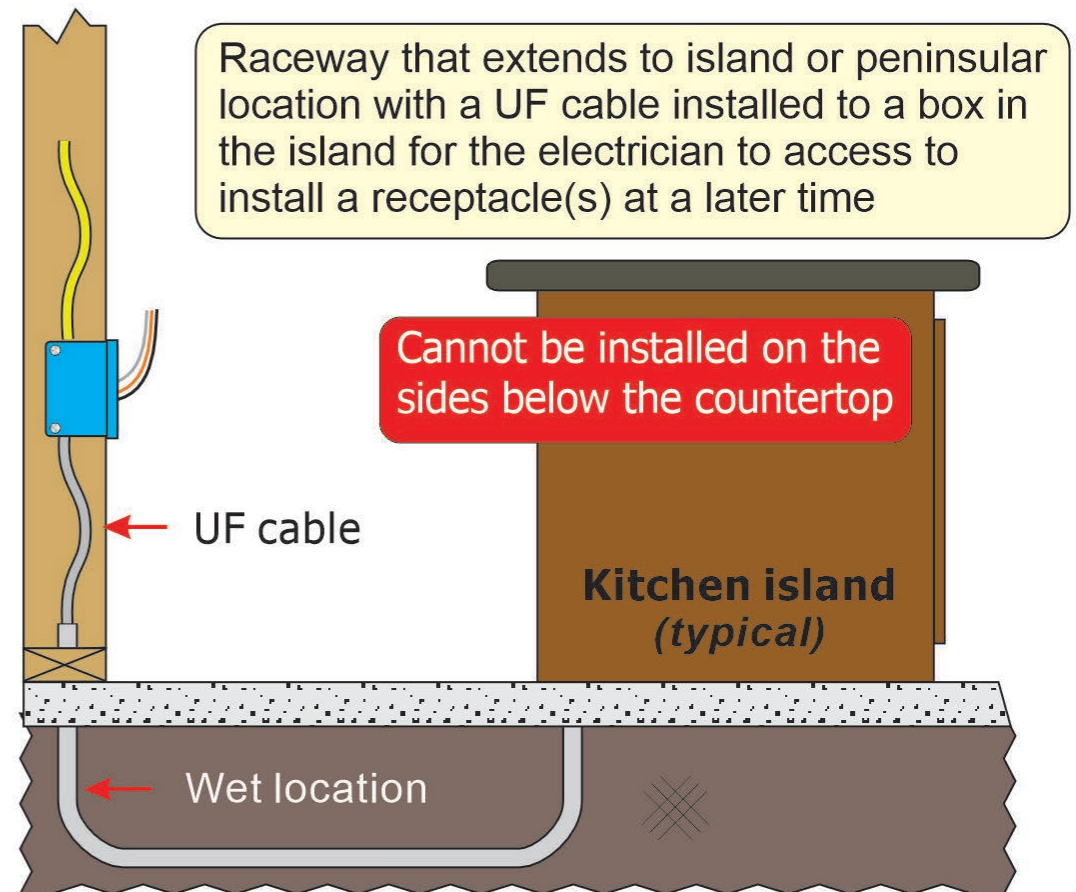 Raceway that extends to island or peninsular
location with a UF cable installed to a box in
the island for the electrician to access to
install a receptacle(s) at a later time
Cannot be installed on the
sides below the countertop
UF cable
Kitchen island
(typical)
Wet location